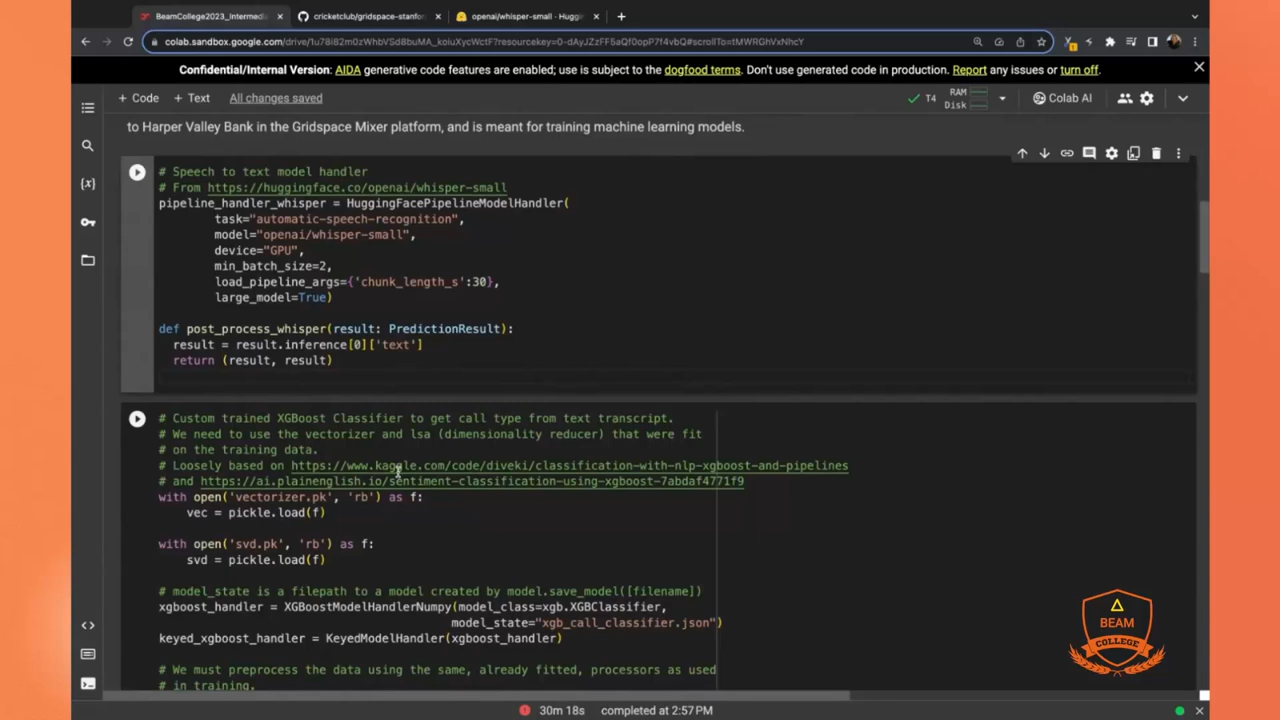 BeamCollege2023_Intermedi
cricketclub/gridspace-stanfor
openai/whisper-small · Huggi
colab.sandbox.google.com/drive/1u78i82m0zWhbVSd8buMA_koiuXycWctF?resourcekey=0-dAyJZzFF5aQf0opP7f4vbQ#scrollTo=tMWRGhVxNhcY
Confidential/Internal Version: AIDA generative code features are enabled; use is subject to the dogfood terms. Don't use generated code in production. Report any issues or turn off.
+ Code + Text All changes saved
T4 RAM Disk
Colab AI
to Harper Valley Bank in the Gridspace Mixer platform, and is meant for training machine learning models.
# Speech to text model handler
# From https://huggingface.co/openai/whisper-small
pipeline_handler_whisper = HuggingFacePipelineModelHandler(
task="automatic-speech-recognition",
model="openai/whisper-small",
device="GPU",
min_batch_size=2,
load_pipeline_args={'chunk_length_s':30},
large_model=True)
def post_process_whisper(result: PredictionResult):
result = result.inference[0]['text']
return (result, result)
# Custom trained XGBoost Classifier to get call type from text transcript.
# We need to use the vectorizer and lsa (dimensionality reducer) that were fit
# on the training data.
# Loosely based on https://www.kaggle.com/code/diveki/classification-with-nlp-xgboost-and-pipelines
# and https://ai.plainenglish.io/sentiment-classification-using-xgboost-7abdaf4771f9
with open('vectorizer.pk', 'rb') as f:
vec = pickle.load(f)
with open('svd.pk', 'rb') as f:
svd = pickle.load(f)
# model_state is a filepath to a model created by model.save_model([filename])
xgboost_handler = XGBoostModelHandlerNumpy(model_class=xgb.XGBClassifier,
model_state="xgb_call_classifier.json")
keyed_xgboost_handler = KeyedModelHandler(xgboost_handler)
# We must preprocess the data using the same, already fitted, processors as used
# in training.
BEAM
COLLEGE
30m 18s completed at 2:57PM